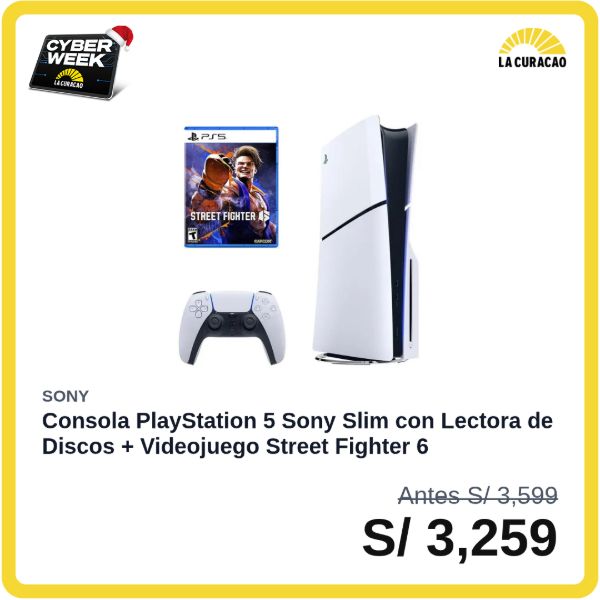 CYBER
WEEK
LA CURACAO
LA CURACAO
PS5
STREET FIGHTER 6
T
CAPCOM
SONY
Consola PlayStation 5 Sony Slim con Lectora de
Discos + Videojuego Street Fighter 6
Antes S/ 3,599
S/ 3,259